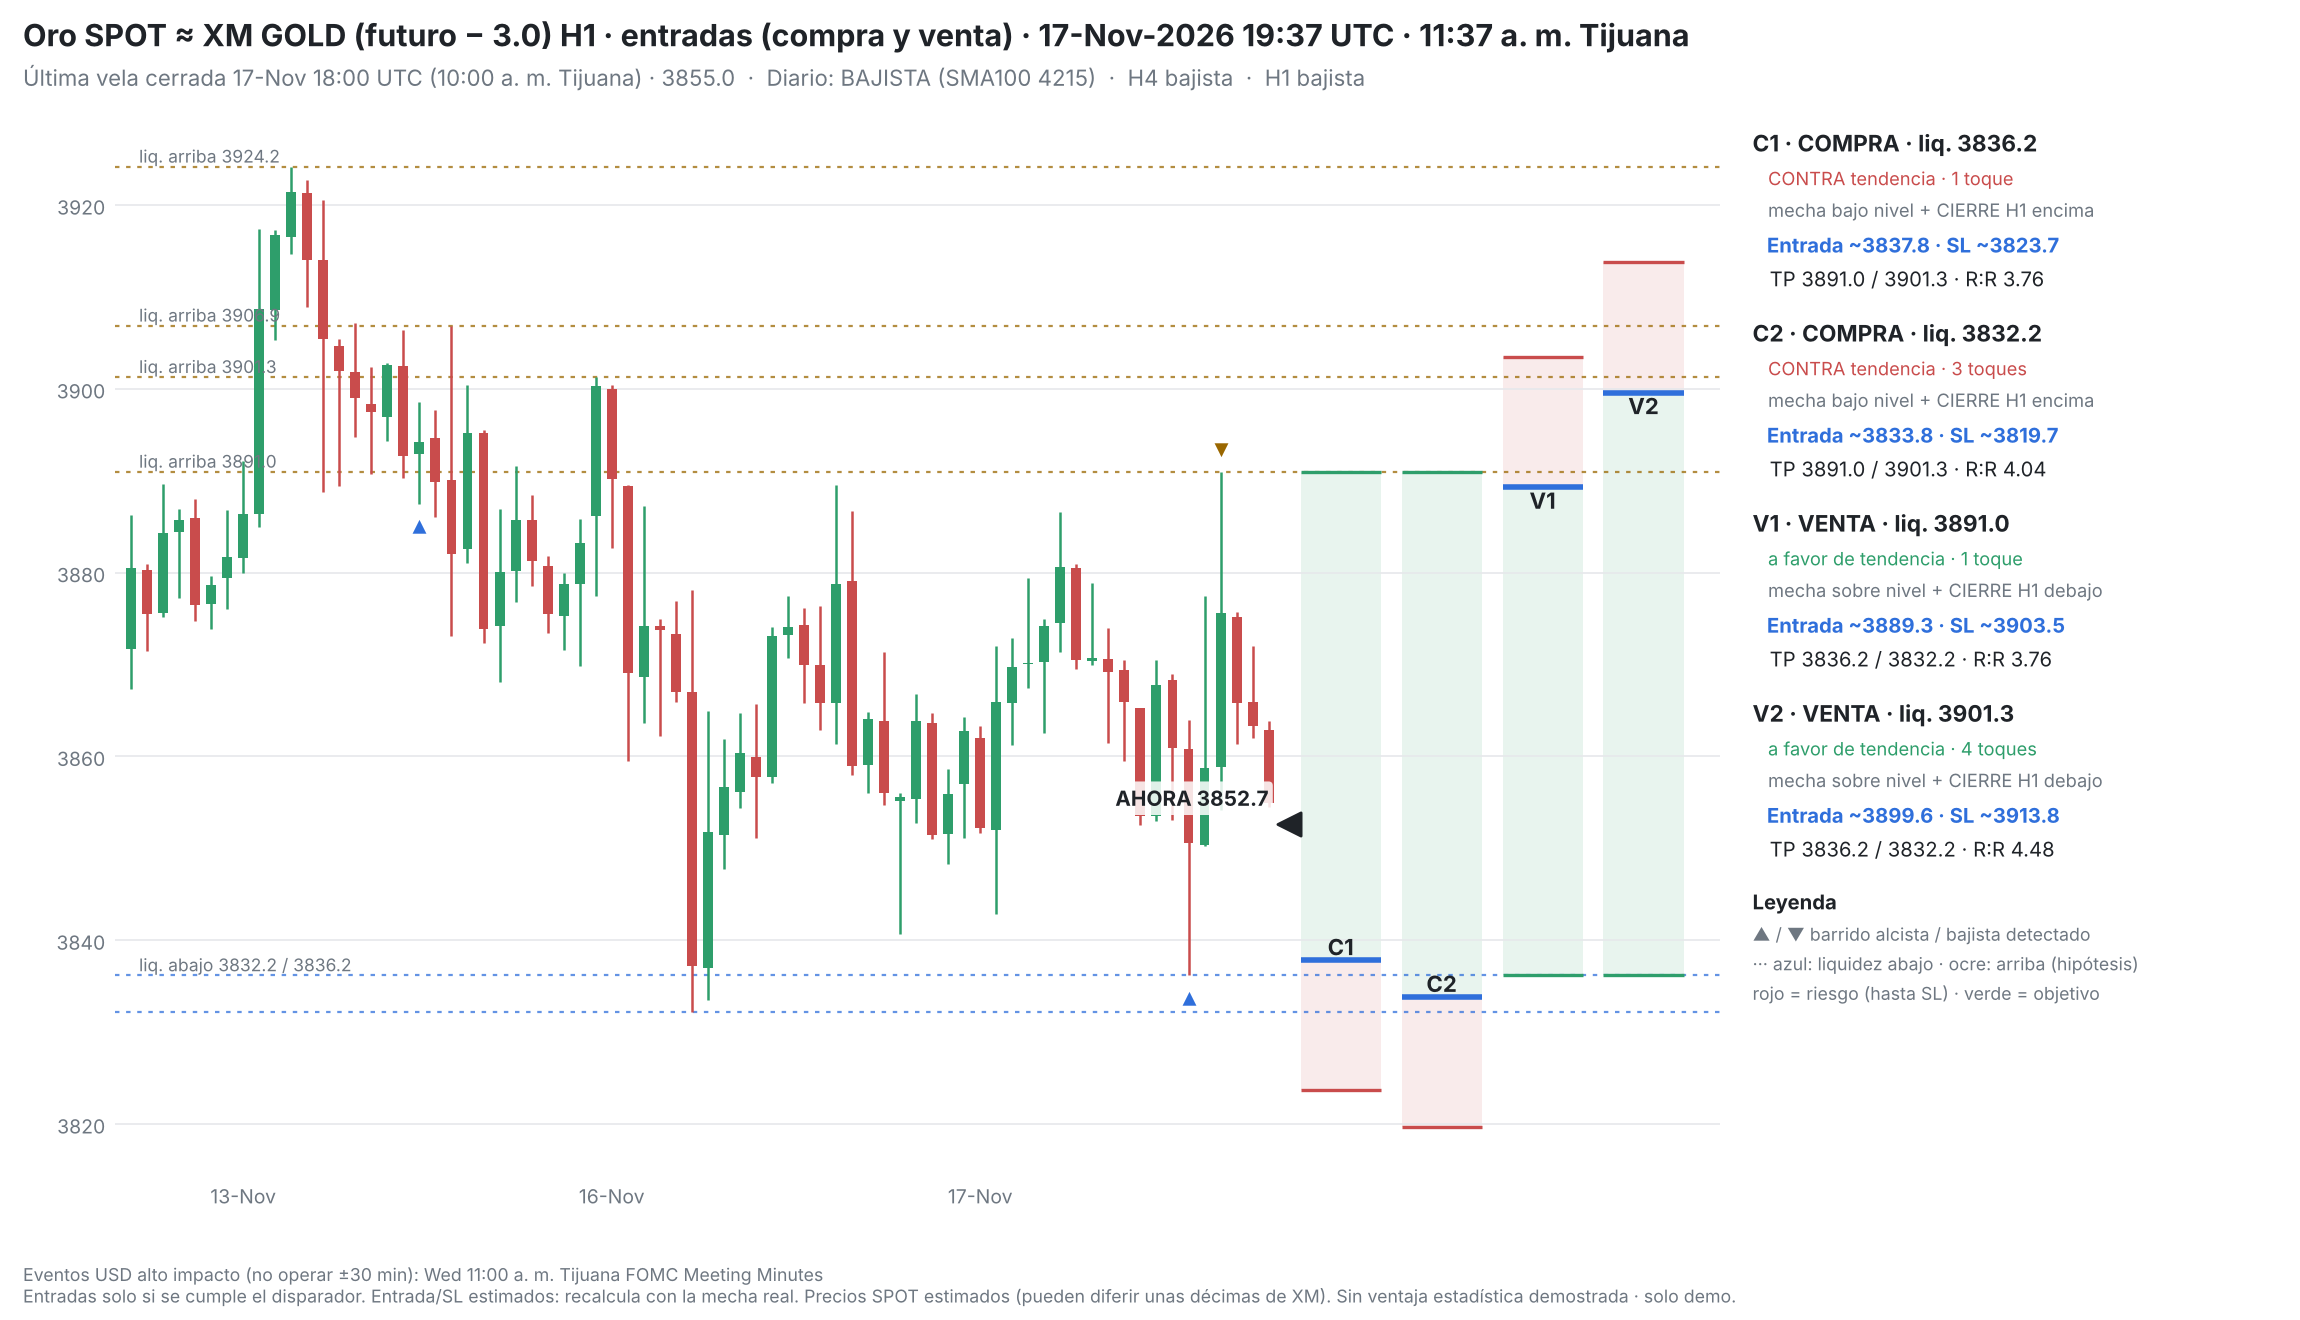 Oro SPOT ≈ XM GOLD (futuro − 3.0) H1 · entradas (compra y venta) · 17-Nov-2026 19:37 UTC · 11:37 a. m. Tijuana
Última vela cerrada 17-Nov 18:00 UTC (10:00 a. m. Tijuana) · 3855.0 · Diario: BAJISTA (SMA100 4215) · H4 bajista · H1 bajista
liq. arriba 3924.2
3920
liq. arriba
liq. arriba 3901.3
3900
liq. arriba 3891.0
3880
3860
3840
3820
AHORA 3852.7
liq. abajo 3832.2 / 3836.2
C1
C2
V1
V2
13-Nov
16-Nov
17-Nov
C1 · COMPRA · liq. 3836.2
CONTRA tendencia · 1 toque
mecha bajo nivel + CIERRE H1 encima
Entrada ~3837.8 · SL ~3823.7
TP 3891.0 / 3901.3 · R:R 3.76
C2 · COMPRA · liq. 3832.2
CONTRA tendencia · 3 toques
mecha bajo nivel + CIERRE H1 encima
Entrada ~3833.8 · SL ~3819.7
TP 3891.0 / 3901.3 · R:R 4.04
V1 · VENTA · liq. 3891.0
a favor de tendencia · 1 toque
mecha sobre nivel + CIERRE H1 debajo
Entrada ~3889.3 · SL ~3903.5
TP 3836.2 / 3832.2 · R:R 3.76
V2 · VENTA · liq. 3901.3
a favor de tendencia · 4 toques
mecha sobre nivel + CIERRE H1 debajo
Entrada ~3899.6 · SL ~3913.8
TP 3836.2 / 3832.2 · R:R 4.48
Leyenda
▲ / ▼ barrido alcista / bajista detectado
··· azul: liquidez abajo · ocre: arriba (hipótesis)
rojo = riesgo (hasta SL) · verde = objetivo
Eventos USD alto impacto (no operar ±30 min): Wed 11:00 a. m. Tijuana FOMC Meeting Minutes
Entradas solo si se cumple el disparador. Entrada/SL estimados: recalcula con la mecha real. Precios SPOT estimados (pueden diferir unas décimas de XM). Sin ventaja estadística demostrada · solo demo.